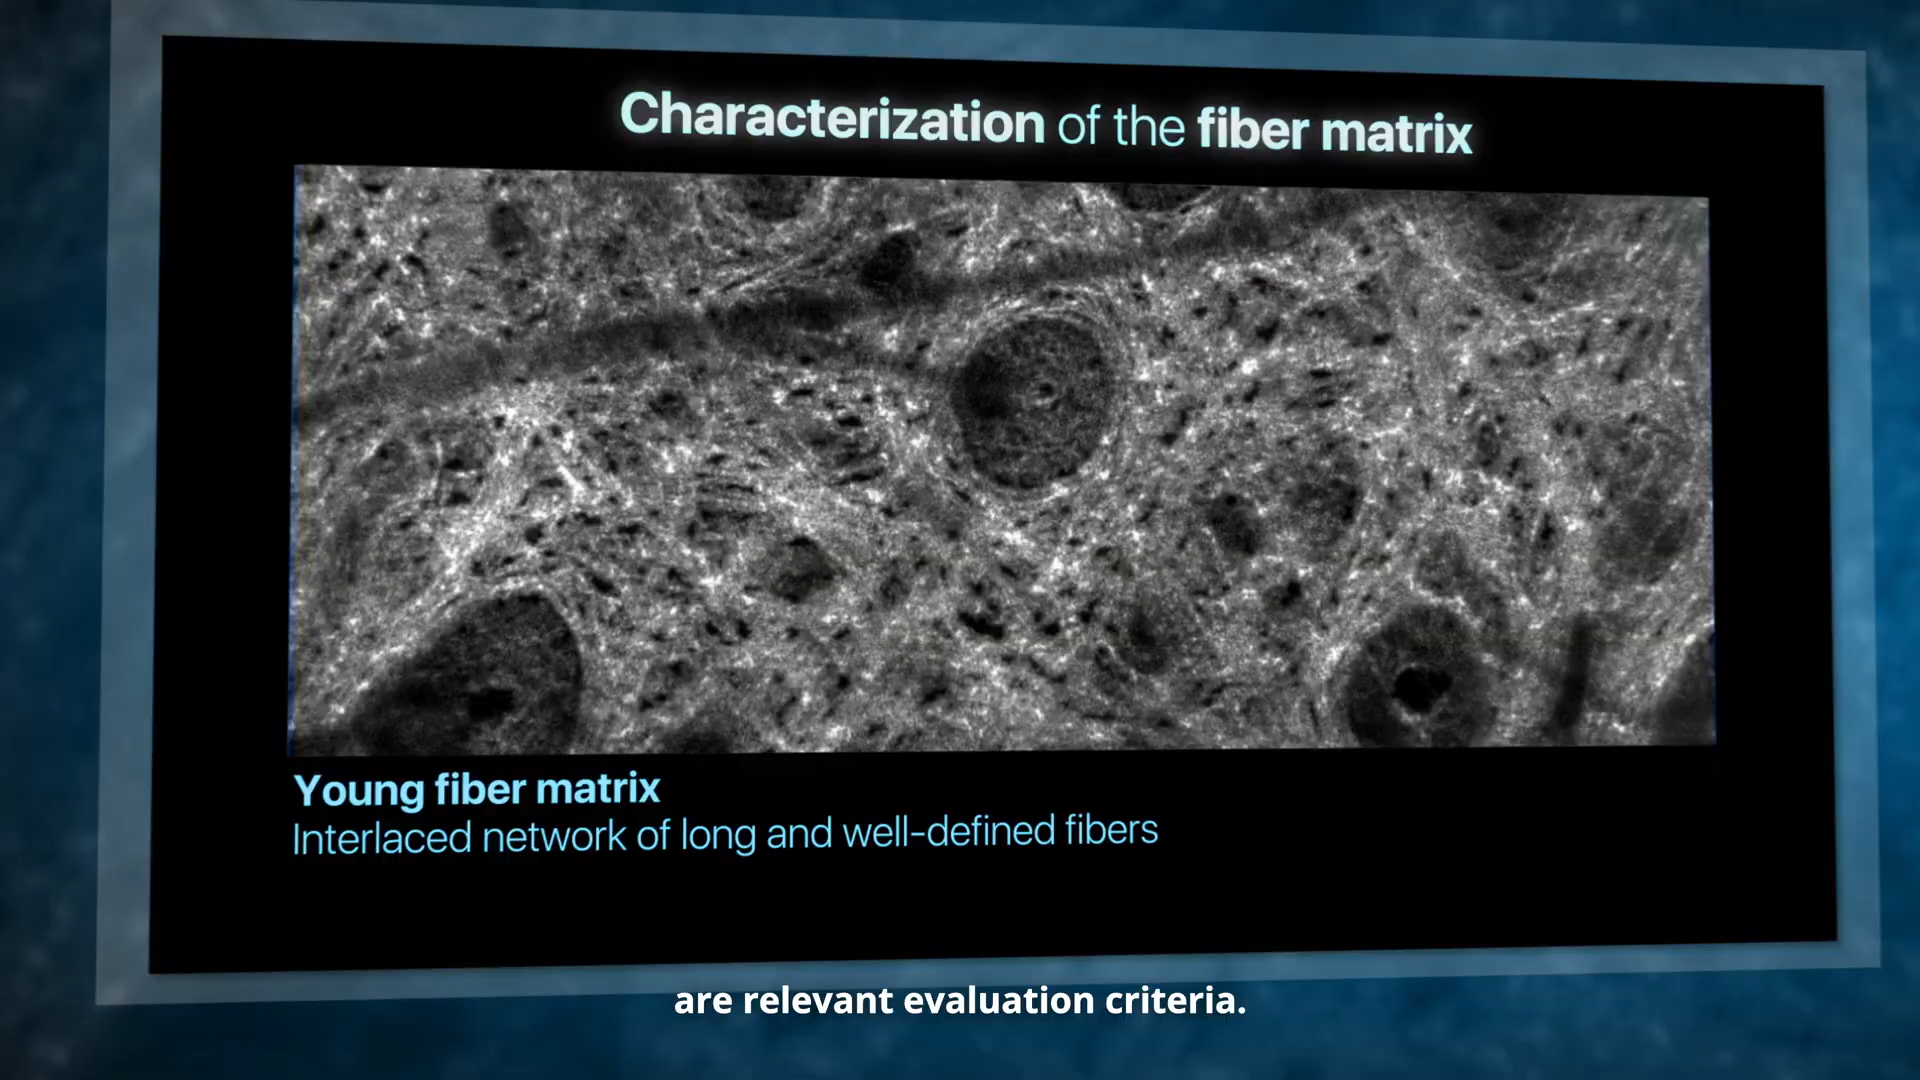 Characterization of the fiber matrix
Young fiber matrix
Interlaced network of long and well-defined fibers
are relevant evaluation criteria.